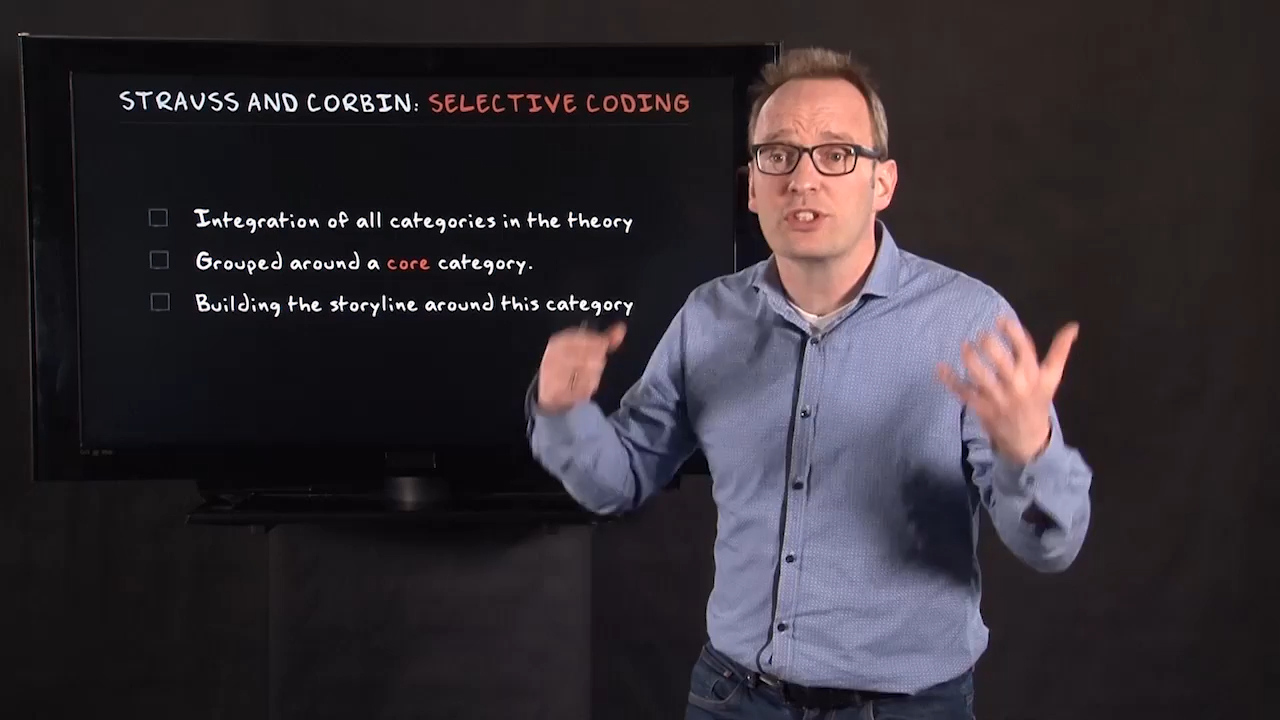 STRAUSS AND CORBIN: SELECTIVE CODING
Integration of all categories in the theory
Grouped around a core category.
Building the storyline around this category